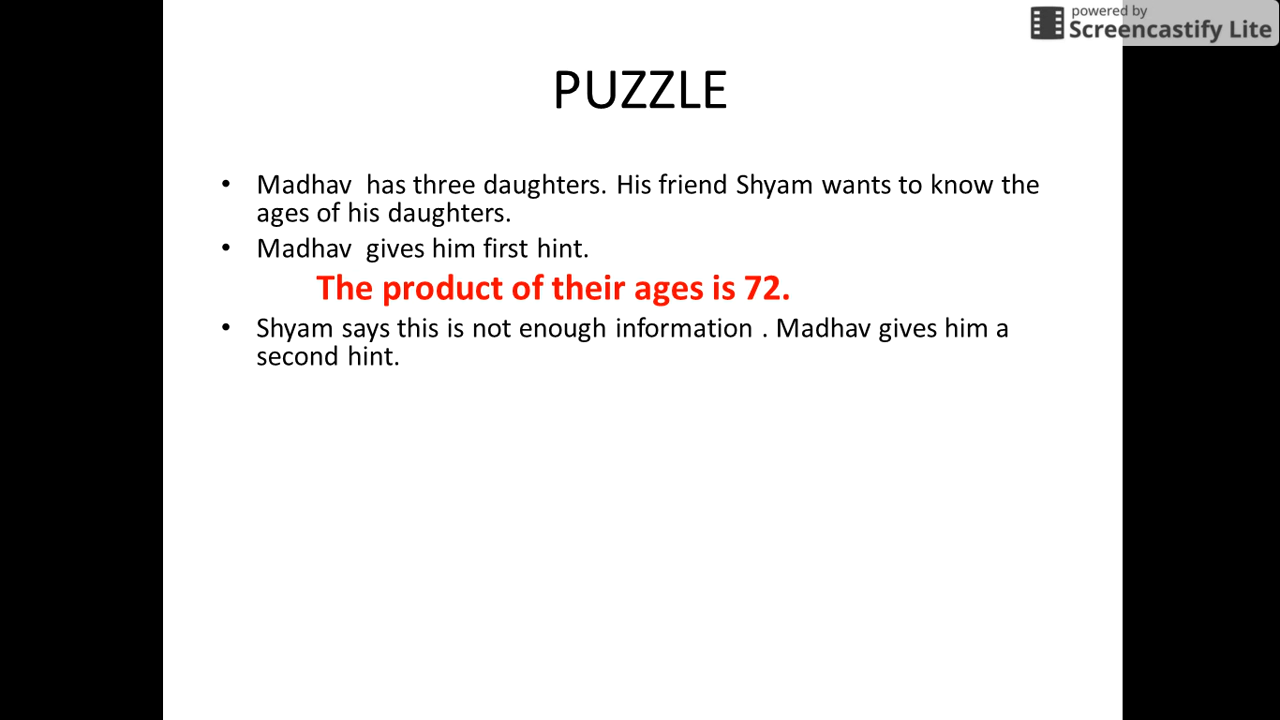 powered by
Screencastify Lite
PUZZLE
• Madhav has three daughters. His friend Shyam wants to know the
ages of his daughters.
• Madhav gives him first hint.
The product of their ages is 72.
• Shyam says this is not enough information . Madhav gives him a
second hint.